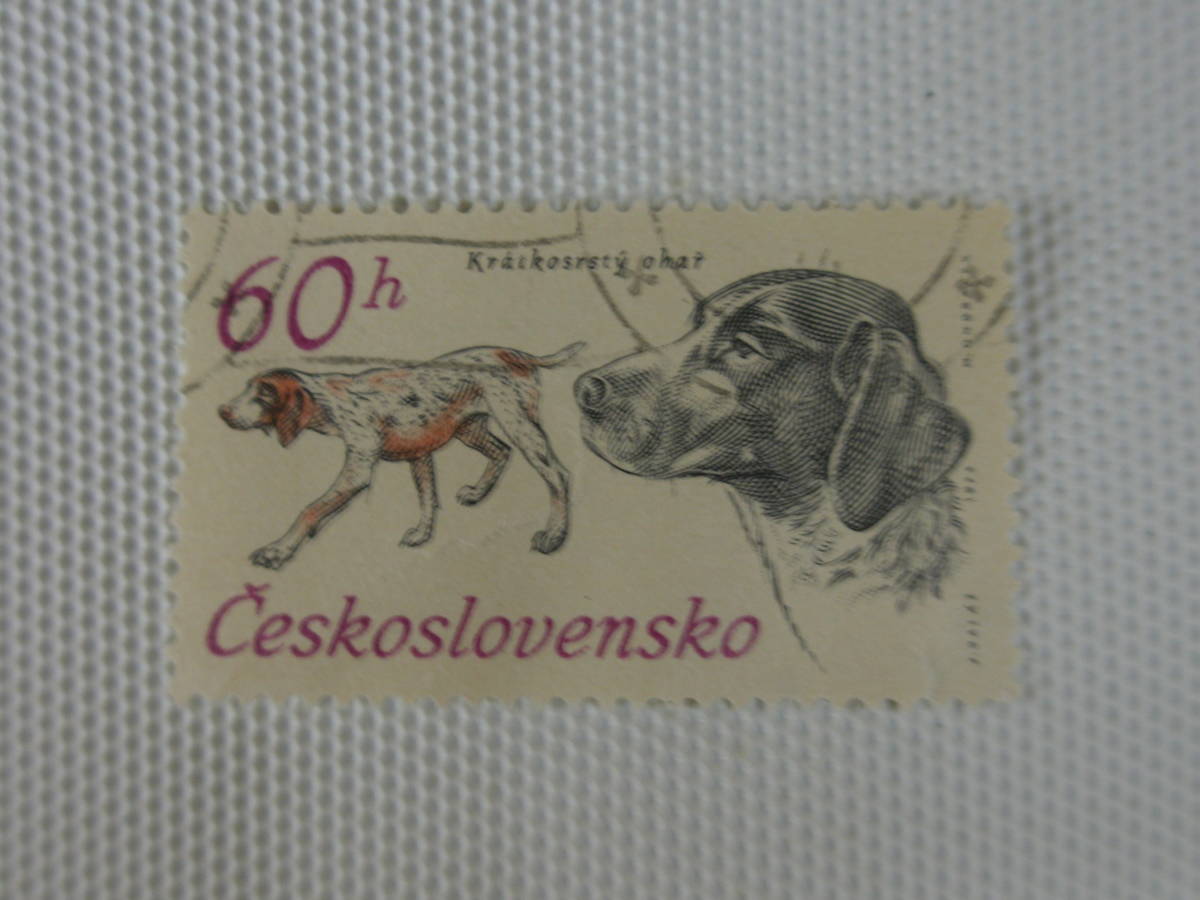 60h
Krátkosrstý ohař
Československo